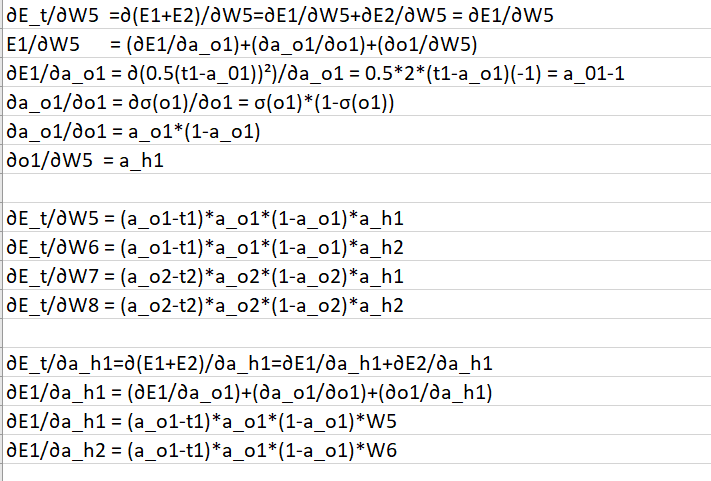 ∂E_t/∂W5 =∂(E1+E2)/∂W5=∂E1/∂W5+∂E2/∂W5 = ∂E1/∂W5
E1/∂W5 = (∂E1/∂a_o1)+(∂a_o1/∂o1)+(∂o1/∂W5)
∂E1/∂a_o1 = ∂(0.5(t1-a_01))²)/∂a_o1 = 0.5*2*(t1-a_o1)(-1) = a_01-1
∂a_o1/∂o1 = ∂σ(o1)/∂o1 = σ(o1)*(1-σ(o1))
∂a_o1/∂o1 = a_o1*(1-a_o1)
∂o1/∂W5 = a_h1
∂E_t/∂W5 = (a_o1-t1)*a_o1*(1-a_o1)*a_h1
∂E_t/∂W6 = (a_o1-t1)*a_o1*(1-a_o1)*a_h2
∂E_t/∂W7 = (a_o2-t2)*a_o2*(1-a_o2)*a_h1
∂E_t/∂W8 = (a_o2-t2)*a_o2*(1-a_o2)*a_h2
∂E_t/∂a_h1=∂(E1+E2)/∂a_h1=∂E1/∂a_h1+∂E2/∂a_h1
∂E1/∂a_h1 = (∂E1/∂a_o1)+(∂a_o1/∂o1)+(∂o1/∂a_h1)
∂E1/∂a_h1 = (a_o1-t1)*a_o1*(1-a_o1)*W5
∂E1/∂a_h2 = (a_o1-t1)*a_o1*(1-a_o1)*W6